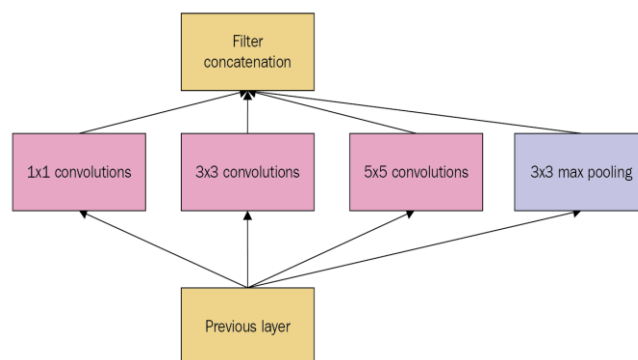 Filter
concatenation
1x1 convolutions
3x3 convolutions
5x5 convolutions
3x3 max pooling
Previous layer